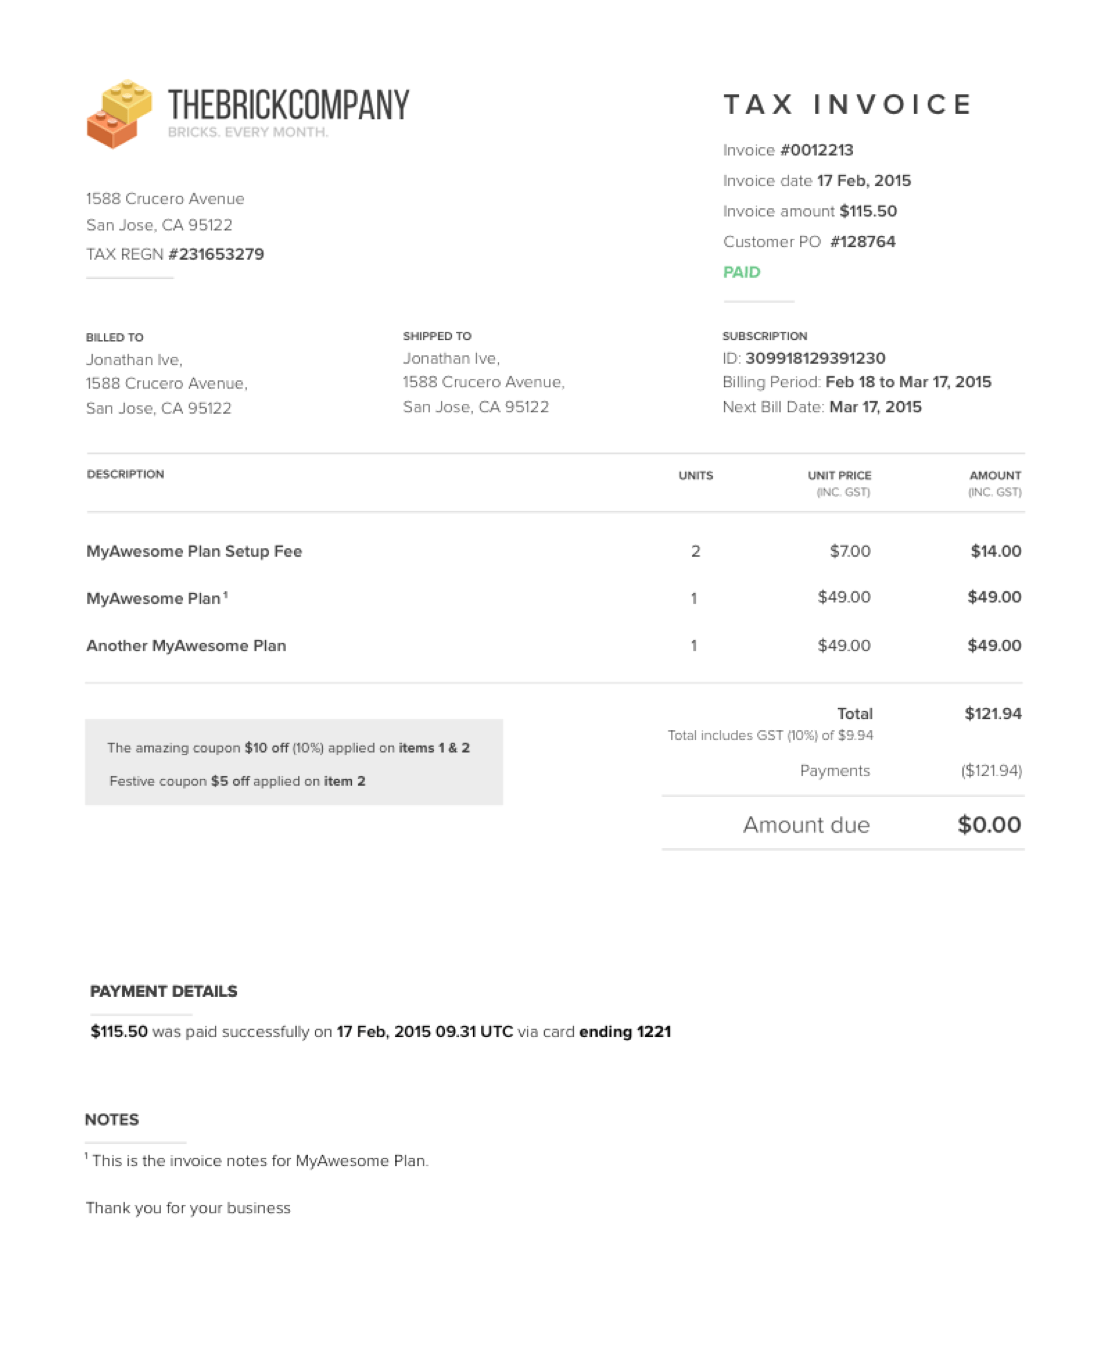 THEBRICKCOMPANY
BRICKS. EVERY MONTH.
1588 Crucero Avenue
San Jose, CA 95122
TAX REGN #231653279
TAX INVOICE
Invoice #0012213
Invoice date 17 Feb, 2015
Invoice amount $115.50
Customer PO #128764
PAID
BILLED TO
Jonathan Ive,
1588 Crucero Avenue,
San Jose, CA 95122
SHIPPED TO
Jonathan Ive,
1588 Crucero Avenue,
San Jose, CA 95122
SUBSCRIPTION
ID: 309918129391230
Billing Period: Feb 18 to Mar 17, 2015
Next Bill Date: Mar 17, 2015
DESCRIPTION UNITS UNIT PRICE AMOUNT
(INC. GST) (INC. GST)
MyAwesome Plan Setup Fee 2 $7.00 $14.00
MyAwesome Plan ¹ 1 $49.00 $49.00
Another MyAwesome Plan 1 $49.00 $49.00
The amazing coupon $10 off (10%) applied on items 1 & 2
Festive coupon $5 off applied on item 2
Total $121.94
Total includes GST (10%) of $9.94
Payments ($121.94)
Amount due $0.00
PAYMENT DETAILS
$115.50 was paid successfully on 17 Feb, 2015 09.31 UTC via card ending 1221
NOTES
¹ This is the invoice notes for MyAwesome Plan.
Thank you for your business